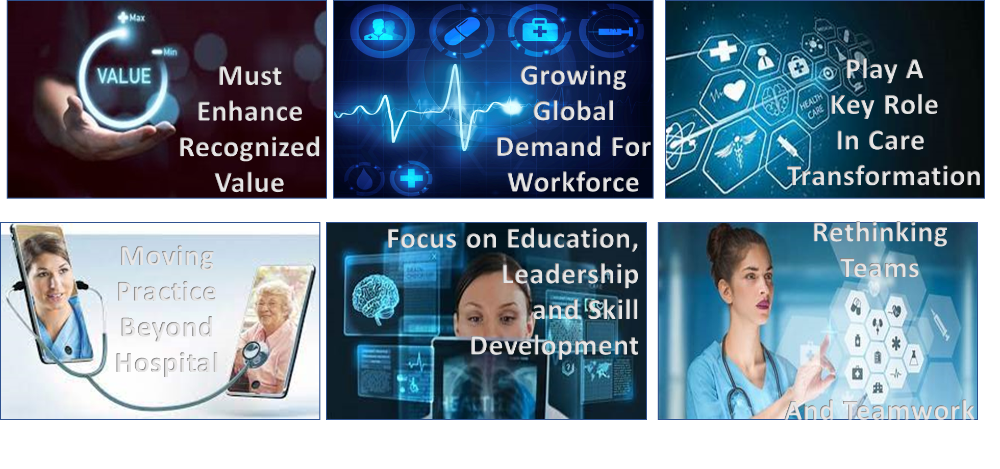 Max
Min
VALUE
Must
Enhance
Recognized
Value
Growing
Global
Demand For
Workforce
HEALTH
CARE
Play A
Key Role
In Care
Transformation
Moving
Practice
Beyond
Hospital
Focus on Education,
Leadership
and Skill
Development
HEALTH
Rethinking
Teams
And Teamwork